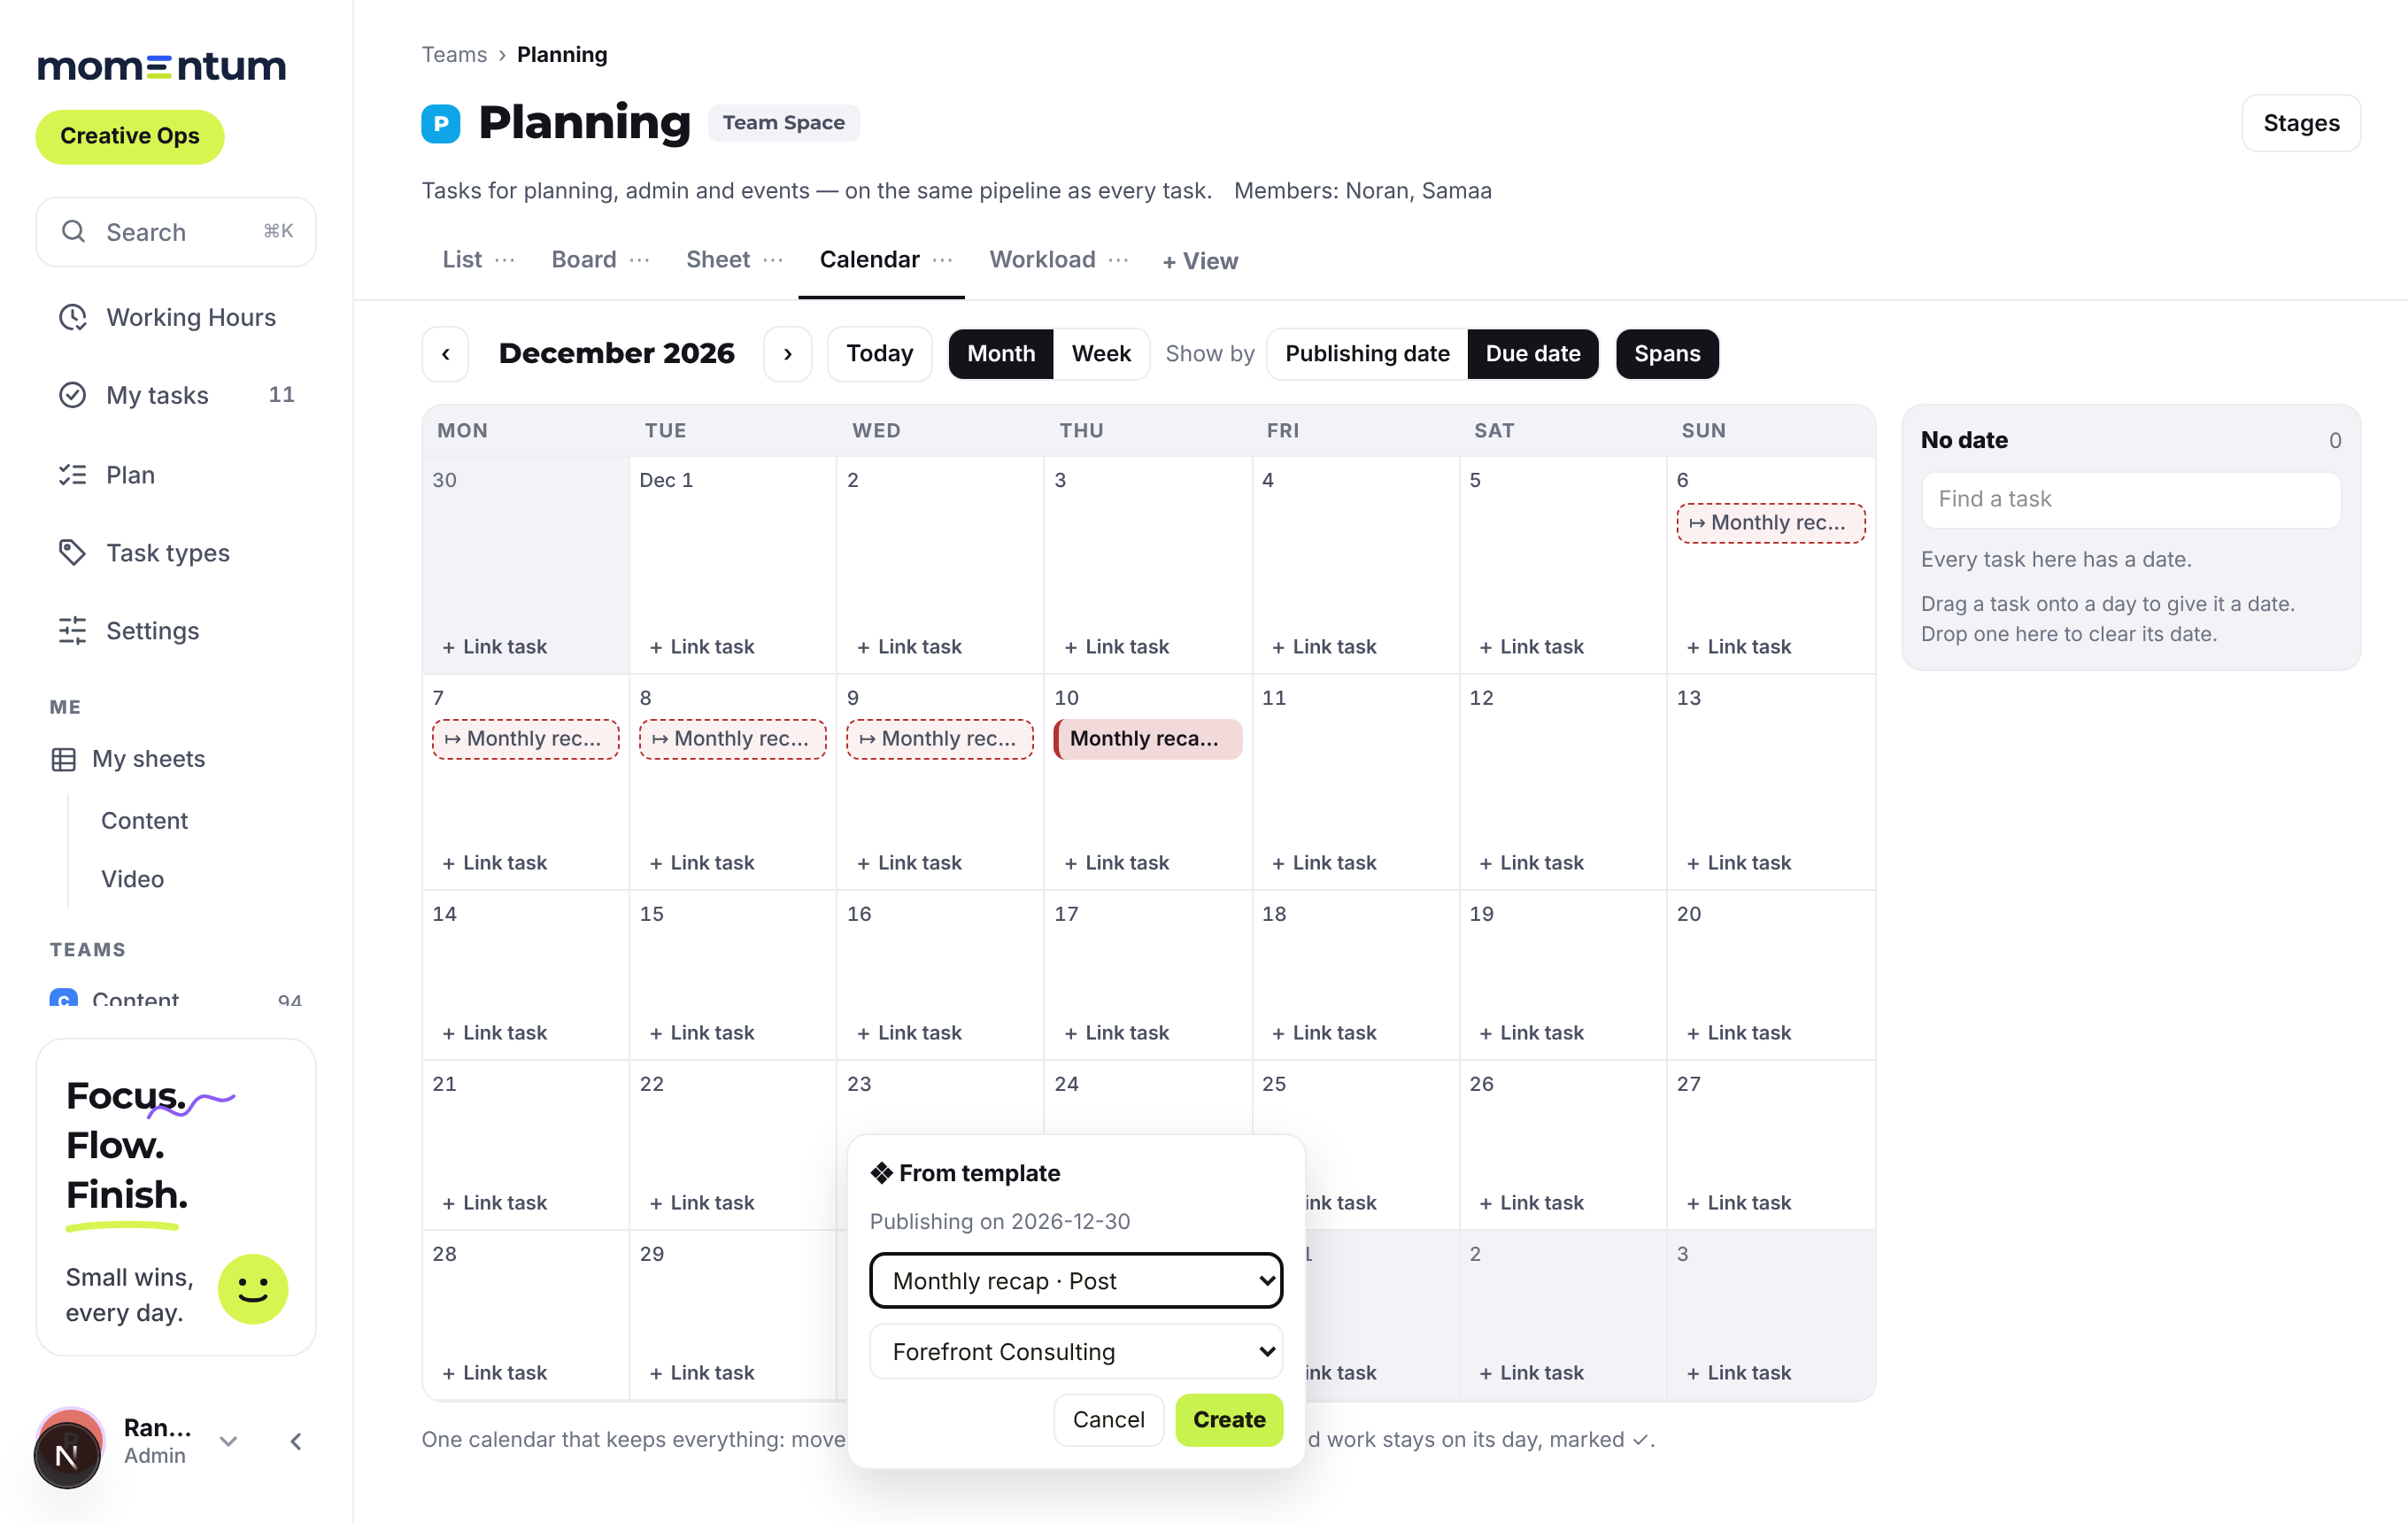 momentum
Creative Ops
Search ⌘K
Working Hours
My tasks 11
Plan
Task types
Settings
ME
My sheets
Content
Video
TEAMS
C Content 94
Focus.
Flow.
Finish.
Small wins,
every day.
N Ran...
Admin
Teams › Planning
P Planning Team Space
Stages
Tasks for planning, admin and events — on the same pipeline as every task. Members: Noran, Samaa
List ··· Board ··· Sheet ··· Calendar ··· Workload ··· + View
‹ December 2026 › Today Month Week Show by Publishing date Due date Spans
MON TUE WED THU FRI SAT SUN
30 Dec 1 2 3 4 5 6
↦ Monthly rec...
+ Link task + Link task + Link task + Link task + Link task + Link task + Link task
7 8 9 10 11 12 13
↦ Monthly rec... ↦ Monthly rec... ↦ Monthly rec... Monthly reca...
+ Link task + Link task + Link task + Link task + Link task + Link task + Link task
14 15 16 17 18 19 20
+ Link task + Link task + Link task + Link task + Link task + Link task + Link task
21 22 23 24 25 26 27
+ Link task + Link task ink task + Link task + Link task
28 29 1 2 3
+ Link task + Link task ink task + Link task + Link task
❖ From template
Publishing on 2026-12-30
Monthly recap · Post
Forefront Consulting
Cancel Create
One calendar that keeps everything: move d work stays on its day, marked ✓.
No date 0
Find a task
Every task here has a date.
Drag a task onto a day to give it a date.
Drop one here to clear its date.